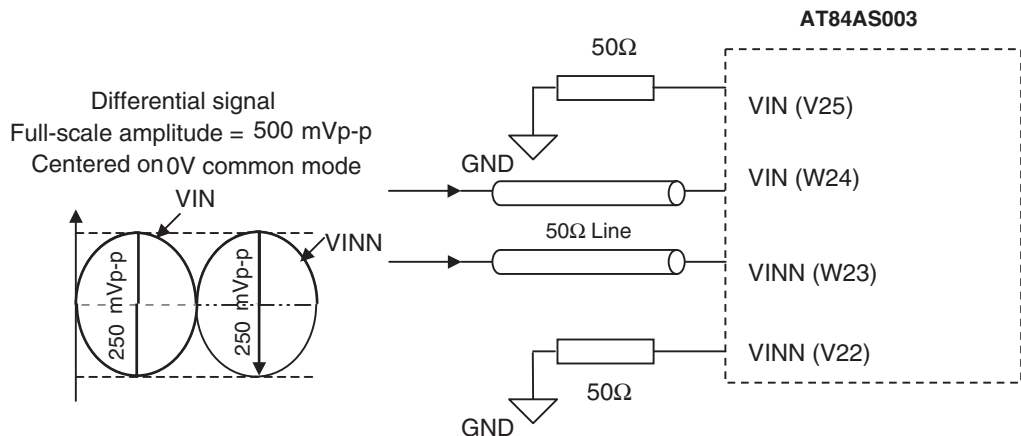 AT84AS003
50Ω
Differential signal
Full-scale amplitude = 500 mVp-p
Centered on 0V common mode
VIN
VINN
250 mVp-p
250 mVp-p
GND
50Ω Line
VIN (V25)
VIN (W24)
VINN (W23)
VINN (V22)
50Ω
GND